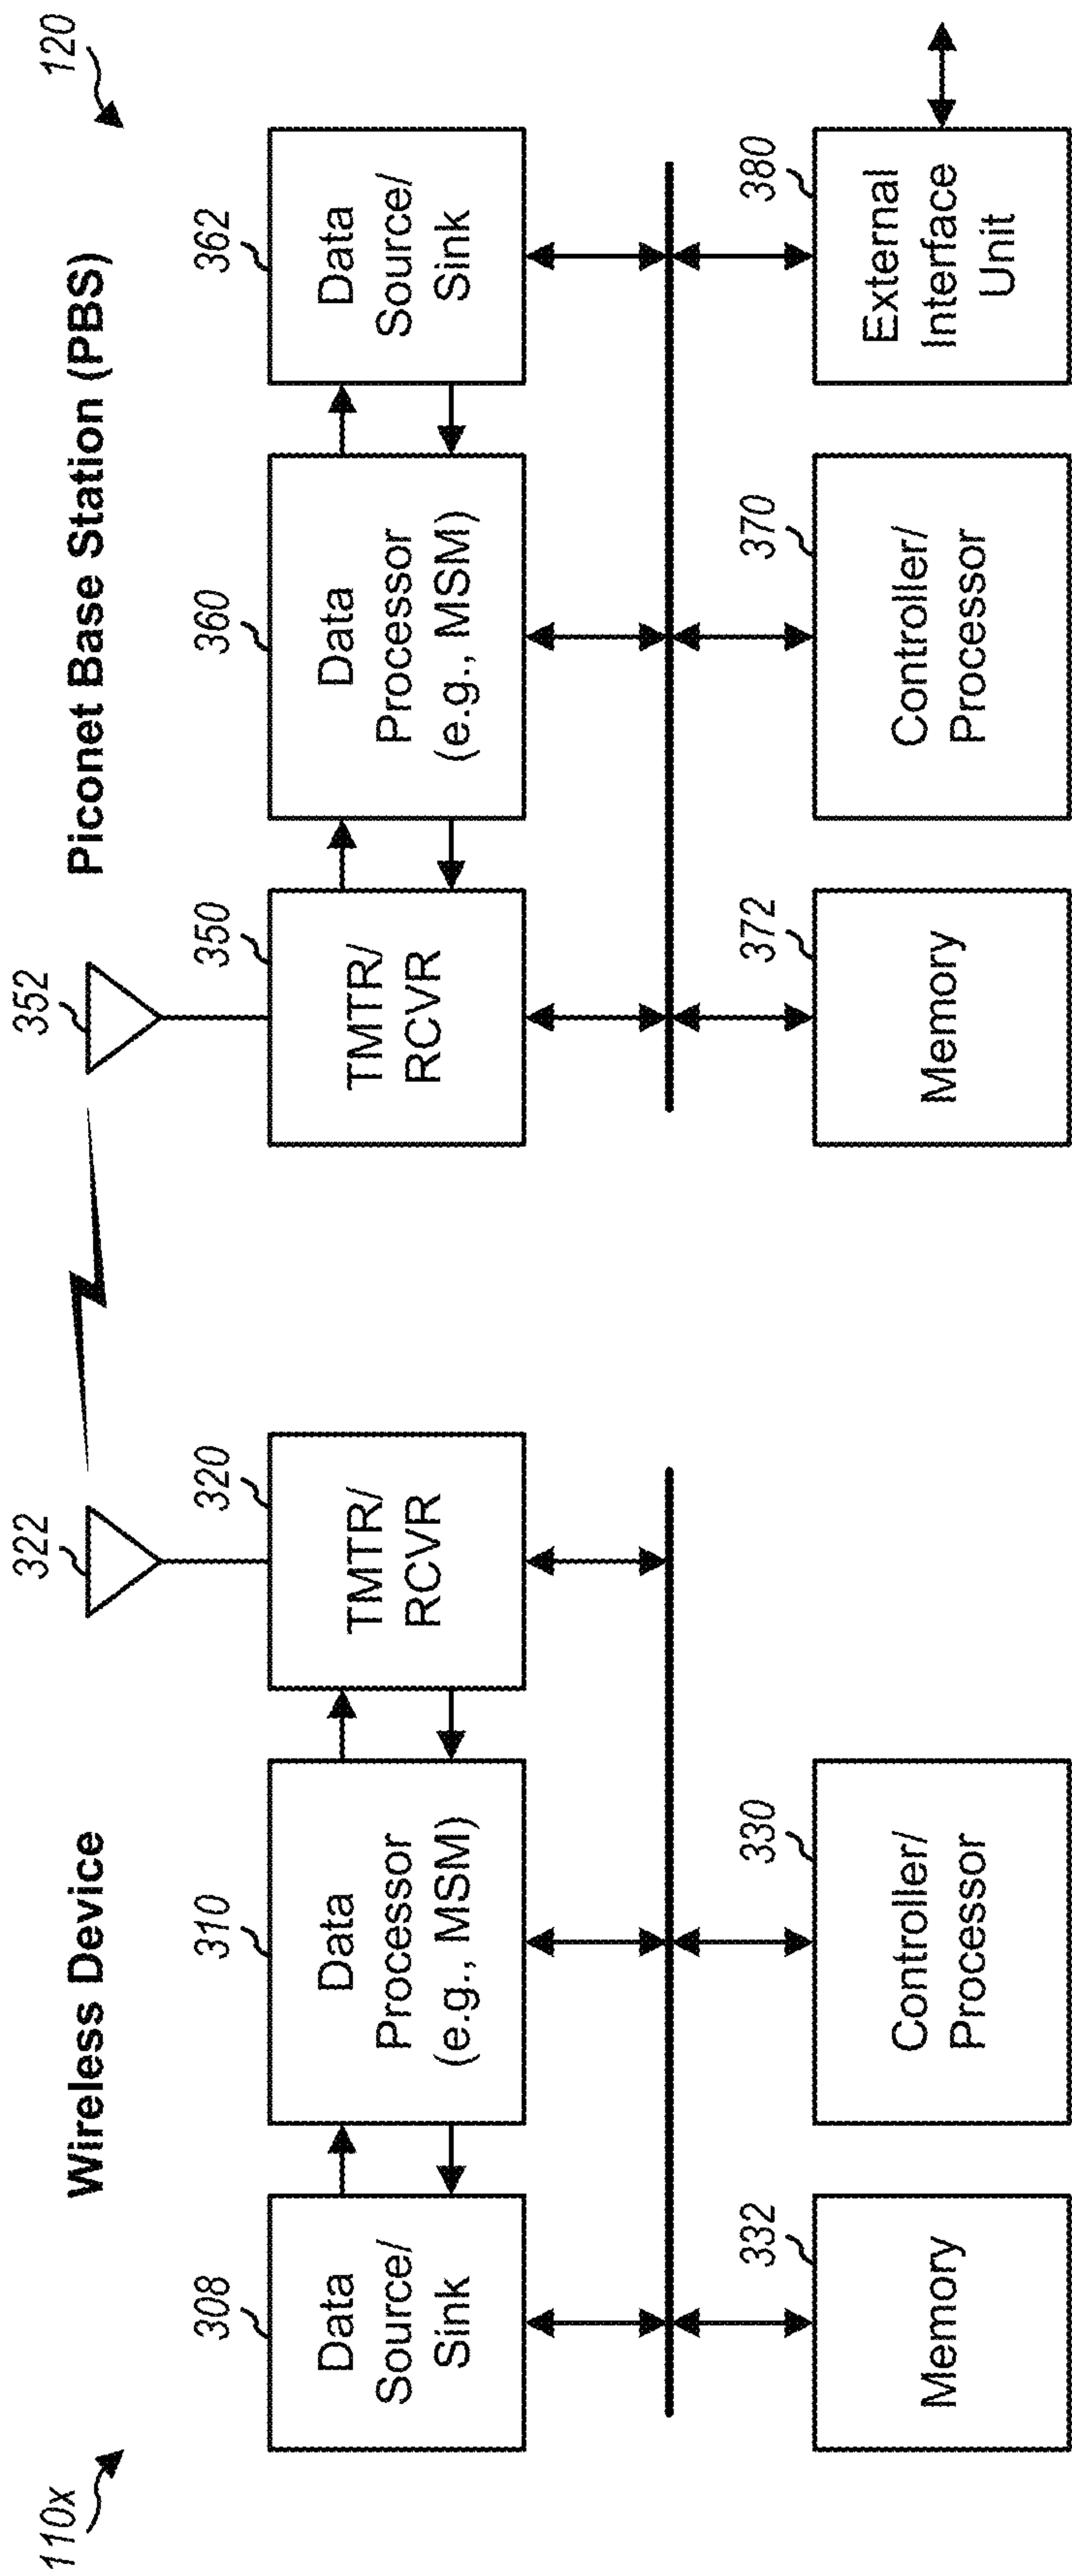 110x
Wireless Device
Piconet Base Station (PBS)
120
322
352
308
310
320
350
360
362
Data
Source/
Sink
Data
Processor
(e.g., MSM)
TMTR/
RCVR
TMTR/
RCVR
Data
Processor
(e.g., MSM)
Data
Source/
Sink
332
330
372
370
380
Memory
Controller/
Processor
Memory
Controller/
Processor
External
Interface
Unit